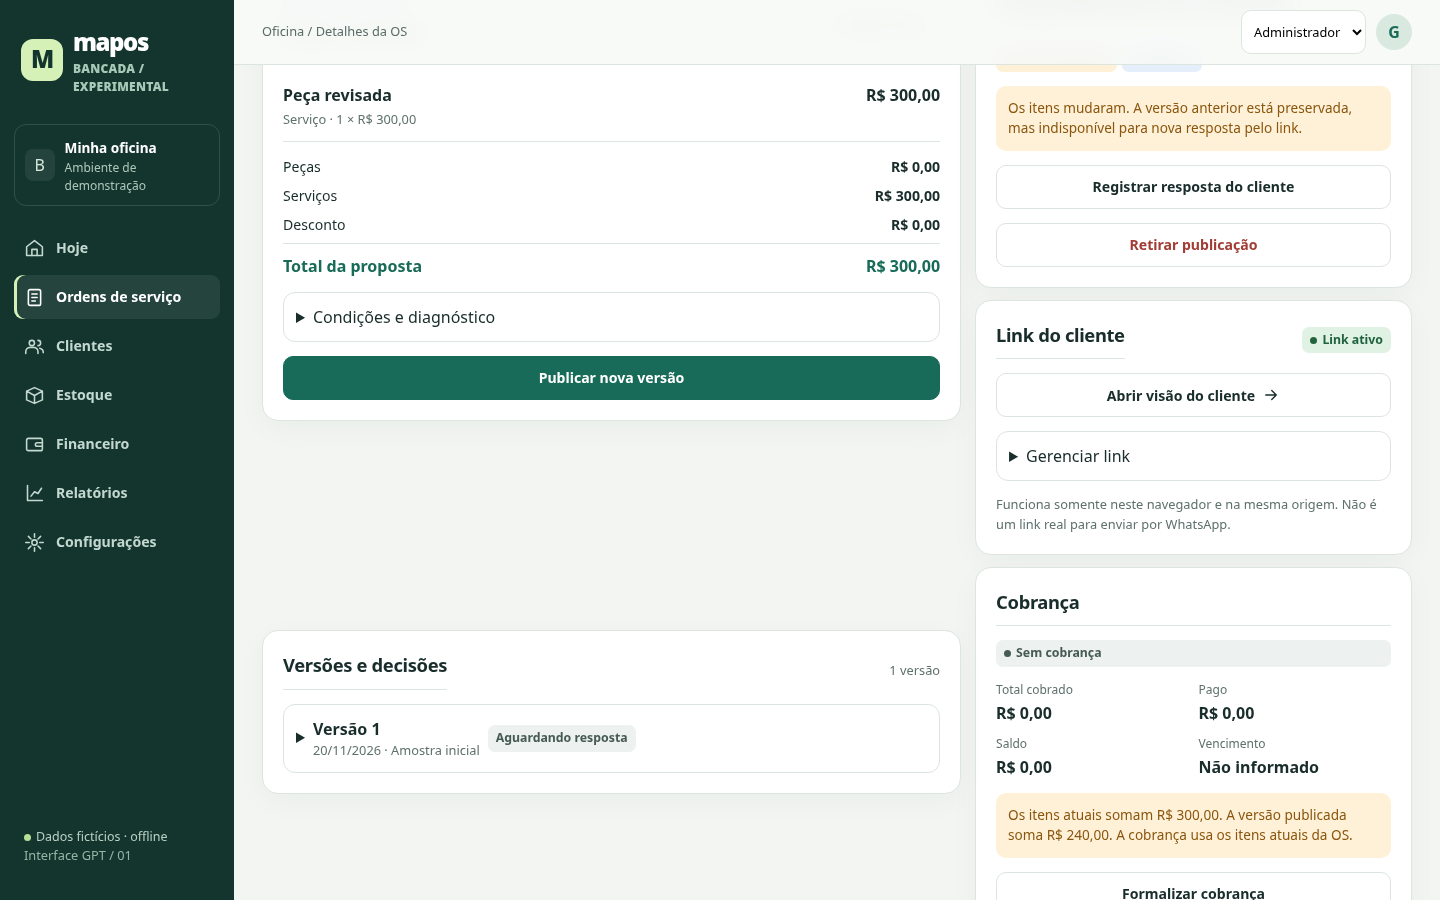 M
mapos
BANCADA /
EXPERIMENTAL
B
Minha oficina
Ambiente de
demonstração
Hoje
Ordens de serviço
Clientes
Estoque
Financeiro
Relatórios
Configurações
Dados fictícios · offline
Interface GPT / 01
Oficina / Detalhes da OS
Administrador
G
Peça revisada R$ 300,00
Serviço · 1 × R$ 300,00
Peças R$ 0,00
Serviços R$ 300,00
Desconto R$ 0,00
Total da proposta R$ 300,00
Condições e diagnóstico
Publicar nova versão
Versões e decisões
1 versão
Versão 1
20/11/2026 · Amostra inicial
Aguardando resposta
Os itens mudaram. A versão anterior está preservada,
mas indisponível para nova resposta pelo link.
Registrar resposta do cliente
Retirar publicação
Link do cliente
Link ativo
Abrir visão do cliente →
Gerenciar link
Funciona somente neste navegador e na mesma origem. Não é
um link real para enviar por WhatsApp.
Cobrança
Sem cobrança
Total cobrado Pago
R$ 0,00 R$ 0,00
Saldo Vencimento
R$ 0,00 Não informado
Os itens atuais somam R$ 300,00. A versão publicada
soma R$ 240,00. A cobrança usa os itens atuais da OS.
Formalizar cobrança